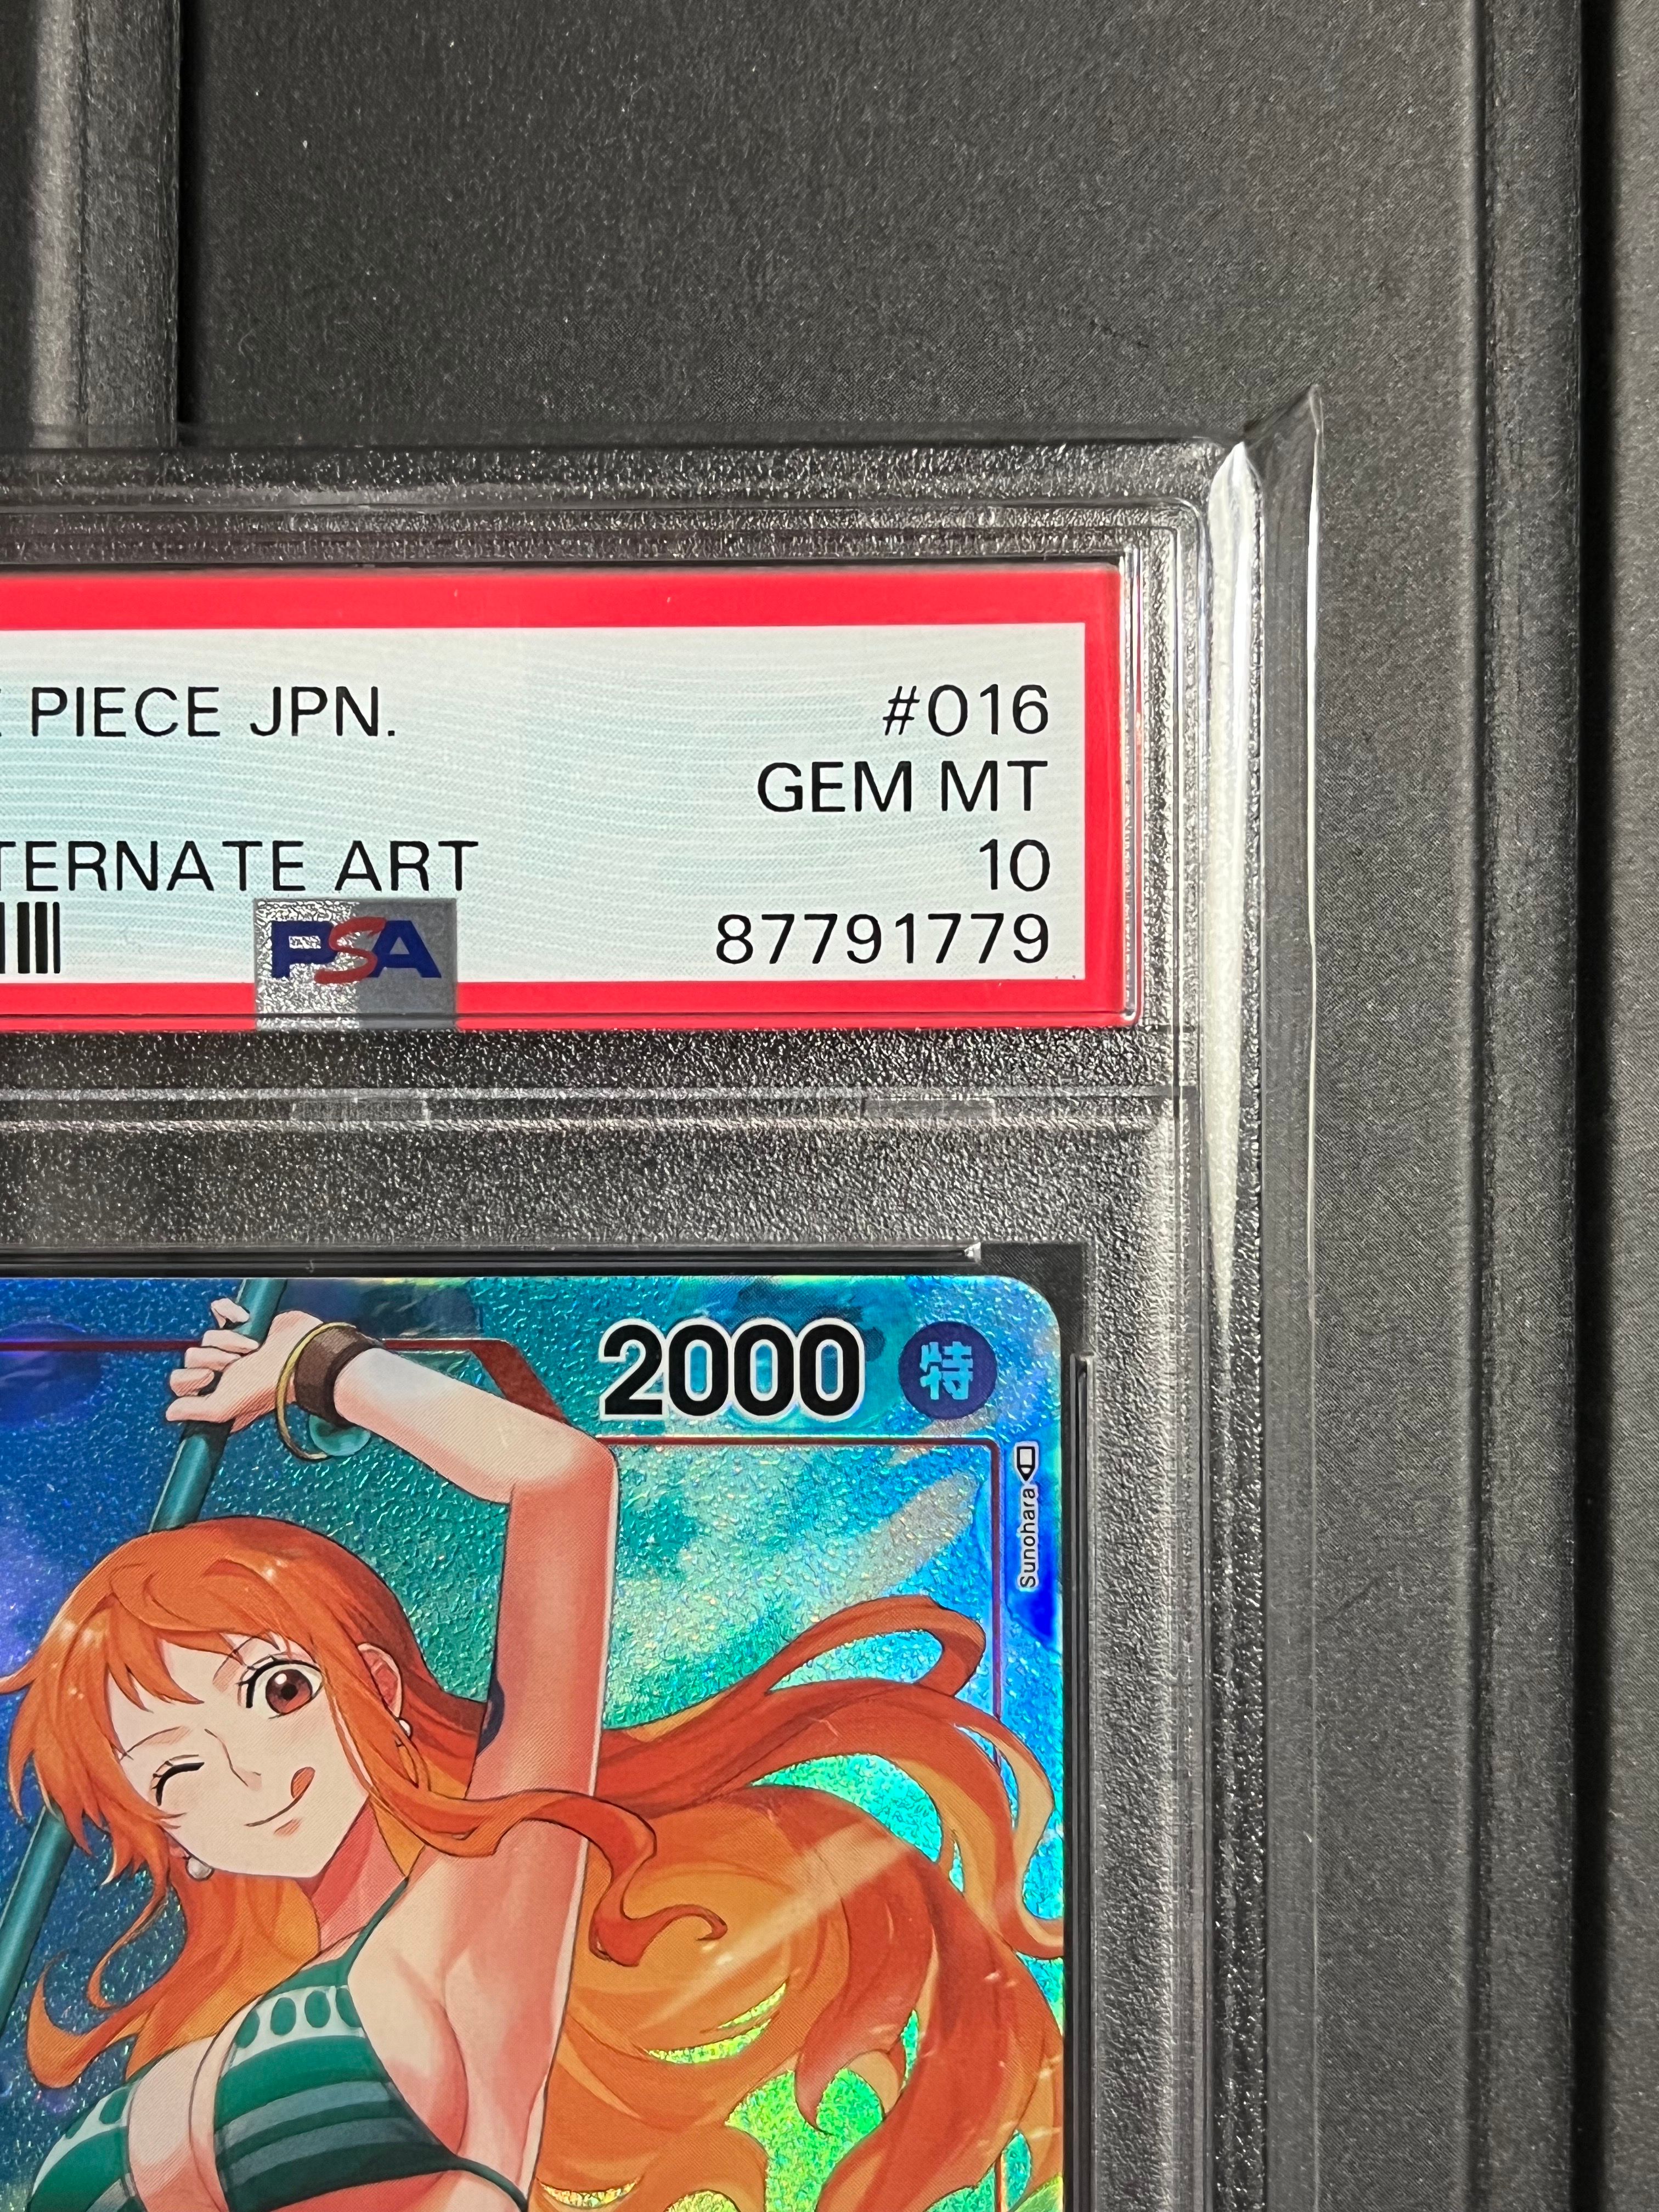 PIECE JPN.
#016
GEM MT
TERNATE ART
10
PSA
87791779
2000
特
Sunohara